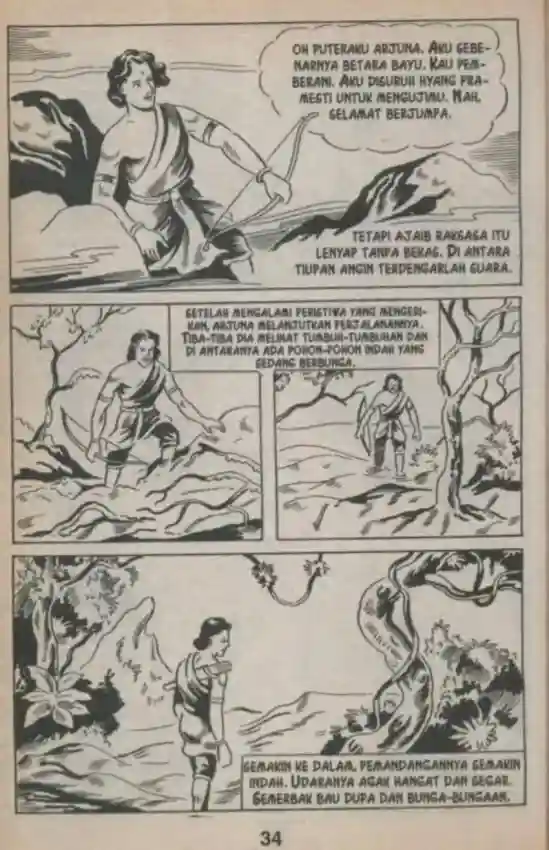 OH PUTERAKU ARJUNA. AKU SEBE-
NARNYA BETARA BAYU. KAU PEM-
BERANI. AKU DISURUH HYANG PRA-
MESTI UNTUK MENGUJIMU. NAH,
SELAMAT BERJUMPA.
TETAPI AJAIB RAKSASA ITU
LENYAP TANPA BEKAS. DI ANTARA
TIUPAN ANGIN TERDENGARLAH SUARA.
SETELAH MENGALAMI PERISTIWA YANG MENGERI-
KAN, ARJUNA MELANJUTKAN PERJALANANNYA.
TIBA-TIBA DIA MELIHAT TUMBUH-TUMBUHAN DAN
DI ANTARANYA ADA POHON-POHON INDAH YANG
SEDANG BERBUNGA.
SEMAKIN KE DALAM, PEMANDANGANNYA SEMAKIN
INDAH. UDARANYA AGAK HANGAT DAN SEGAR.
SEMERBAK BAU DUPA DAN BUNGA-BUNGAAN.
34